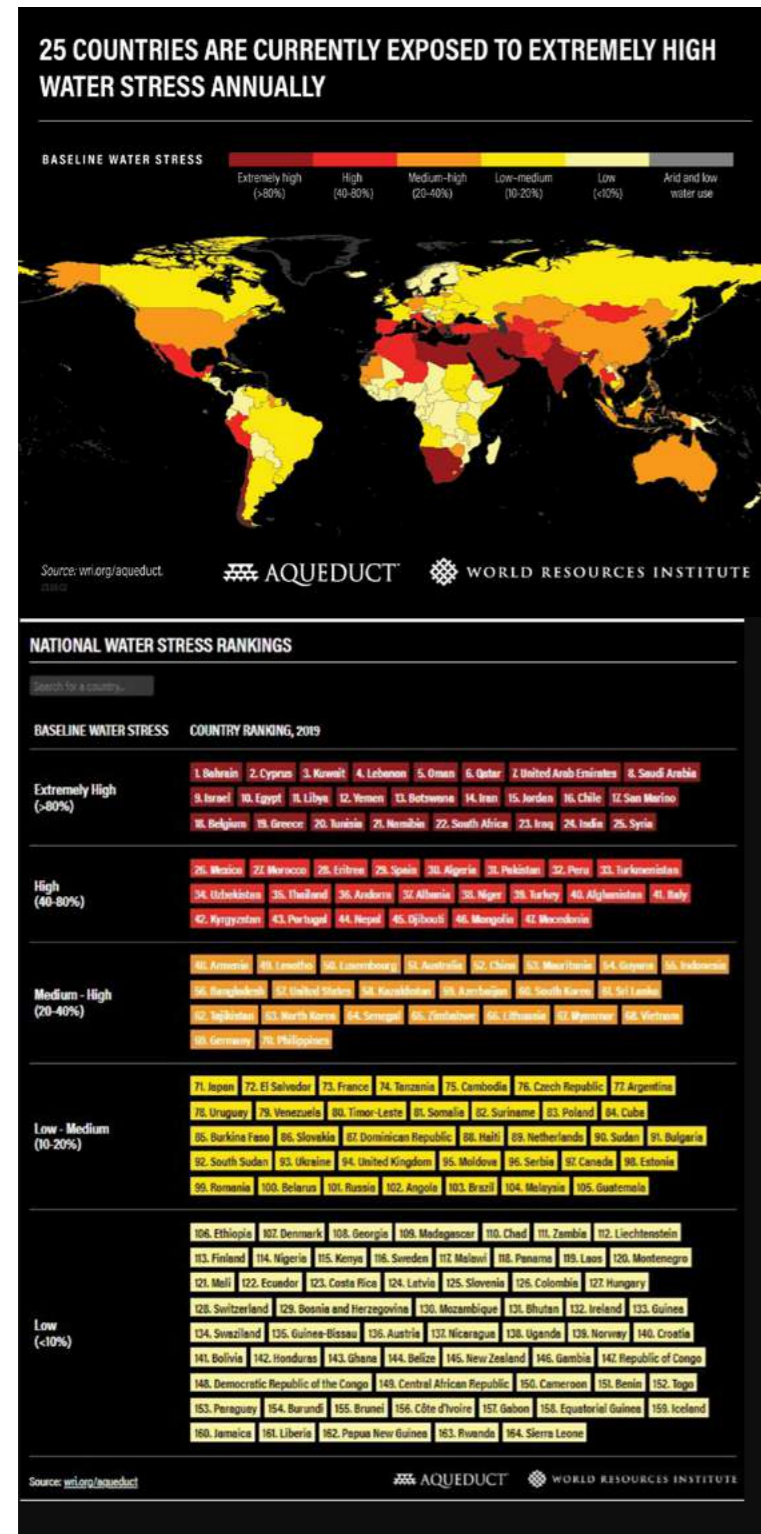 25 COUNTRIES ARE CURRENTLY EXPOSED TO EXTREMELY HIGH
WATER STRESS ANNUALLY
BASELINE WATER STRESS
Extremely high
(>80%)
High
(40-80%)
Medium-high
(20-40%)
Low-medium
(10-20%)
Low
(<10%)
Arid and low
water use
Source: wri.org/aqueduct.
AQUEDUCT
WORLD RESOURCES INSTITUTE
NATIONAL WATER STRESS RANKINGS
Search for a country..
BASELINE WATER STRESS COUNTRY RANKING, 2019
Extremely High
(>80%)
1. Bahrain 2. Cyprus 3. Kuwait 4. Lebanon 5. Oman 6. Qatar 7. United Arab Emirates 8. Saudi Arabia
9. Israel 10. Egypt 11. Libya 12. Yemen 13. Botswana 14. Iran 15. Jordan 16. Chile 17. San Marino
18. Belgium 19. Greece 20. Tunisia 21. Namibia 22. South Africa 23. Iraq 24. India 25. Syria
High
(40-80%)
26. Mexico 27. Morocco 28. Eritrea 29. Spain 30. Algeria 31. Pakistan 32. Peru 33. Turkmenistan
34. Uzbekistan 35. Thailand 36. Andorra 37. Albania 38. Niger 39. Turkey 40. Afghanistan 41. Italy
42. Kyrgyzstan 43. Portugal 44. Nepal 45. Djibouti 46. Mongolia 47. Macedonia
Medium - High
(20-40%)
48. Armenia 49. Lesotho 50. Luxembourg 51. Australia 52. China 53. Mauritania 54. Guyana 55. Indonesia
56. Bangladesh 57. United States 58. Kazakhstan 59. Azerbaijan 60. South Korea 61. Sri Lanka
62. Tajikistan 63. North Korea 64. Senegal 65. Zimbabwe 66. Lithuania 67. Myanmar 68. Vietnam
69. Germany 70. Philippines
Low - Medium
(10-20%)
71. Japan 72. El Salvador 73. France 74. Tanzania 75. Cambodia 76. Czech Republic 77. Argentina
78. Uruguay 79. Venezuela 80. Timor-Leste 81. Somalia 82. Suriname 83. Poland 84. Cuba
85. Burkina Faso 86. Slovakia 87. Dominican Republic 88. Haiti 89. Netherlands 90. Sudan 91. Bulgaria
92. South Sudan 93. Ukraine 94. United Kingdom 95. Moldova 96. Serbia 97. Canada 98. Estonia
99. Romania 100. Belarus 101. Russia 102. Angola 103. Brazil 104. Malaysia 105. Guatemala
Low
(<10%)
106. Ethiopia 107. Denmark 108. Georgia 109. Madagascar 110. Chad 111. Zambia 112. Liechtenstein
113. Finland 114. Nigeria 115. Kenya 116. Sweden 117. Malawi 118. Panama 119. Laos 120. Montenegro
121. Mali 122. Ecuador 123. Costa Rica 124. Latvia 125. Slovenia 126. Colombia 127. Hungary
128. Switzerland 129. Bosnia and Herzegovina 130. Mozambique 131. Bhutan 132. Ireland 133. Guinea
134. Swaziland 135. Guinea-Bissau 136. Austria 137. Nicaragua 138. Uganda 139. Norway 140. Croatia
141. Bolivia 142. Honduras 143. Ghana 144. Belize 145. New Zealand 146. Gambia 147. Republic of Congo
148. Democratic Republic of the Congo 149. Central African Republic 150. Cameroon 151. Benin 152. Togo
153. Paraguay 154. Burundi 155. Brunei 156. Côte d'Ivoire 157. Gabon 158. Equatorial Guinea 159. Iceland
160. Jamaica 161. Liberia 162. Papua New Guinea 163. Rwanda 164. Sierra Leone
Source: wri.org/aqueduct
AQUEDUCT
WORLD RESOURCES INSTITUTE